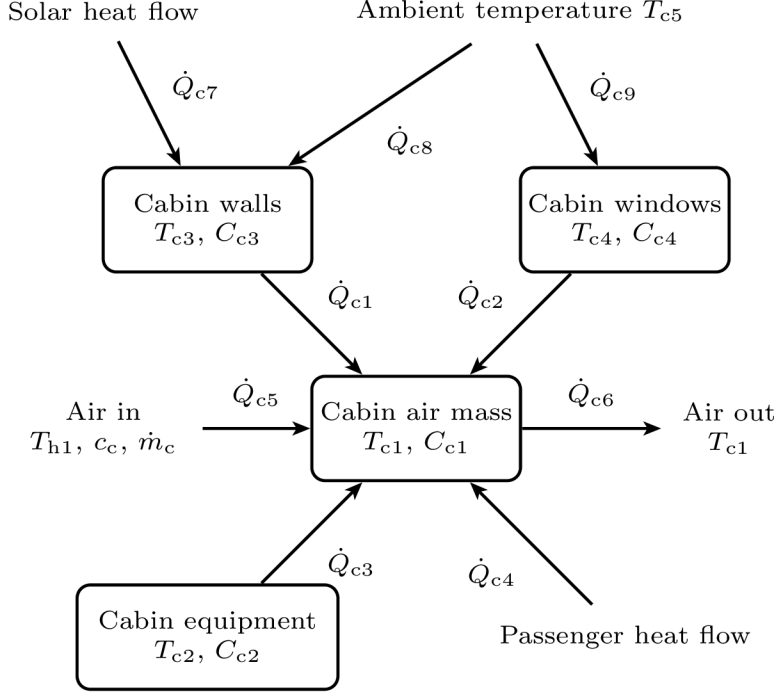 Solar heat flow
Ambient temperature T_c5
Q̇_c7
Q̇_c9
Q̇_c8
Cabin walls
T_c3, C_c3
Cabin windows
T_c4, C_c4
Q̇_c1
Q̇_c2
Q̇_c5
Q̇_c6
Air in
T_h1, c_c, ṁ_c
Cabin air mass
T_c1, C_c1
Air out
T_c1
Q̇_c3
Q̇_c4
Cabin equipment
T_c2, C_c2
Passenger heat flow